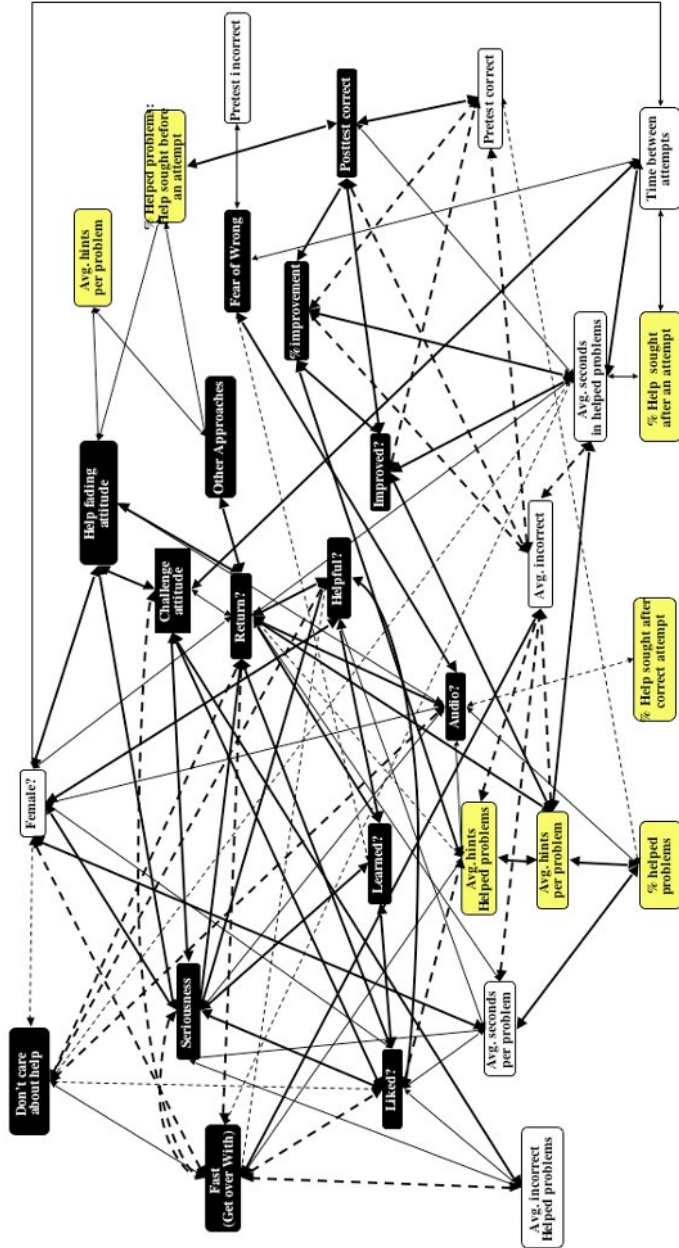 Don't care
about help
Female?
Help fading
attitude
Avg. hints
per problem
% Helped problems:
Help sought before
an attempt
Pretest incorrect
Fast
(Get over With)
Seriousness
Challenge
attitude
Return?
Other Approaches
Fear of Wrong
Helpful?
%improvement
Posttest correct
Liked?
Learned?
Audio?
Improved?
Pretest correct
Avg. seconds
per problem
Avg. hints
Helped problems
Avg. incorrect
Avg. incorrect
Helped problems
Avg. hints
per problem
Avg. seconds
in helped problems
Time between
attempts
% helped
problems
% Help sought after
correct attempt
% Help sought
after an attempt